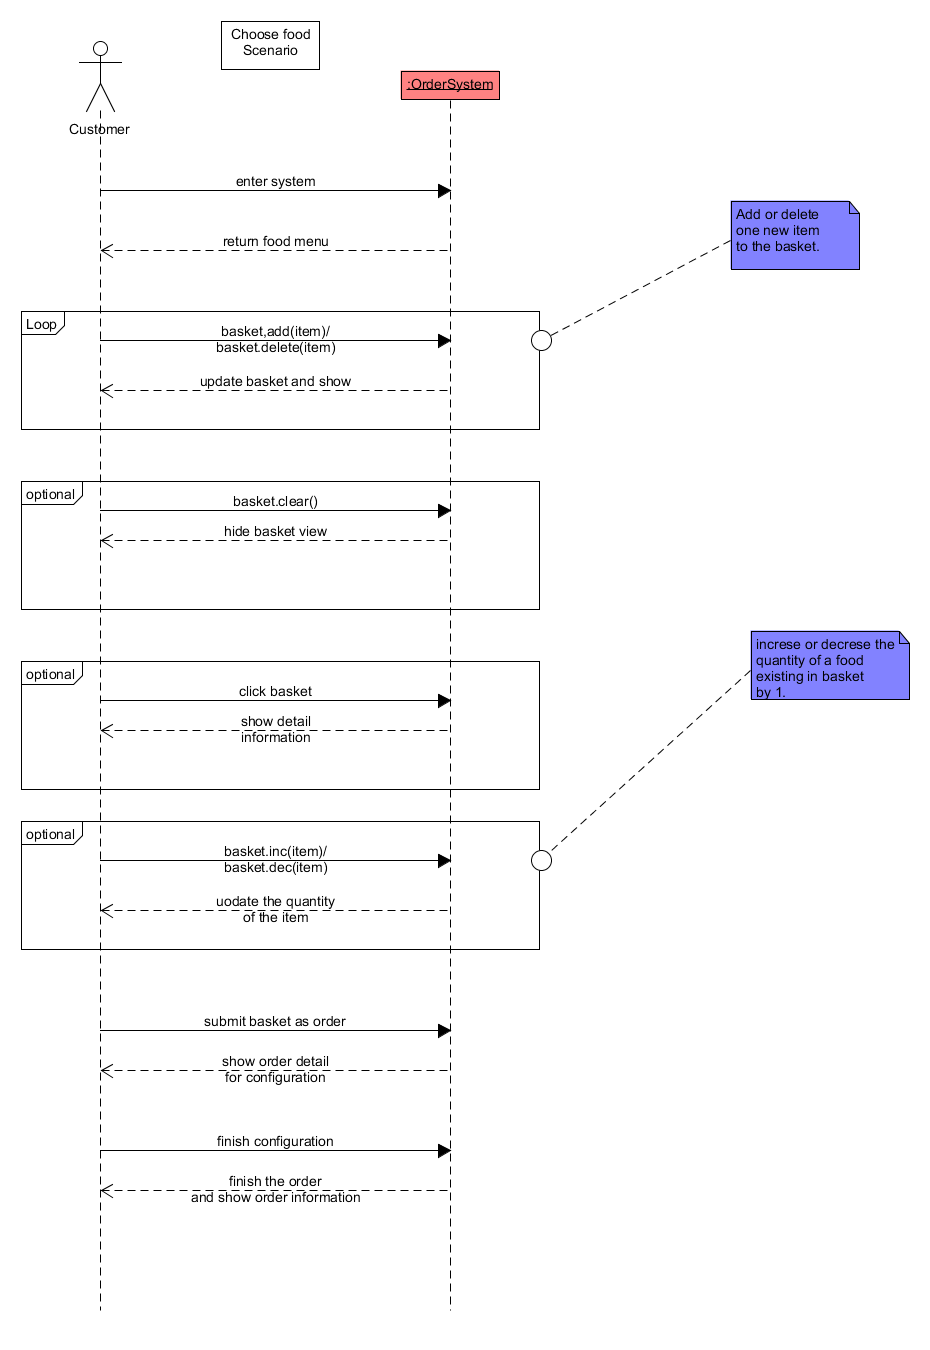 Choose food
Scenario
:OrderSystem
Customer
enter system
Add or delete
one new item
to the basket.
return food menu
Loop
basket,add(item)/
basket.delete(item)
update basket and show
optional
basket.clear()
hide basket view
increse or decrese the
quantity of a food
existing in basket
by 1.
optional
click basket
show detail
information
optional
basket.inc(item)/
basket.dec(item)
uodate the quantity
of the item
submit basket as order
show order detail
for configuration
finish configuration
finish the order
and show order information